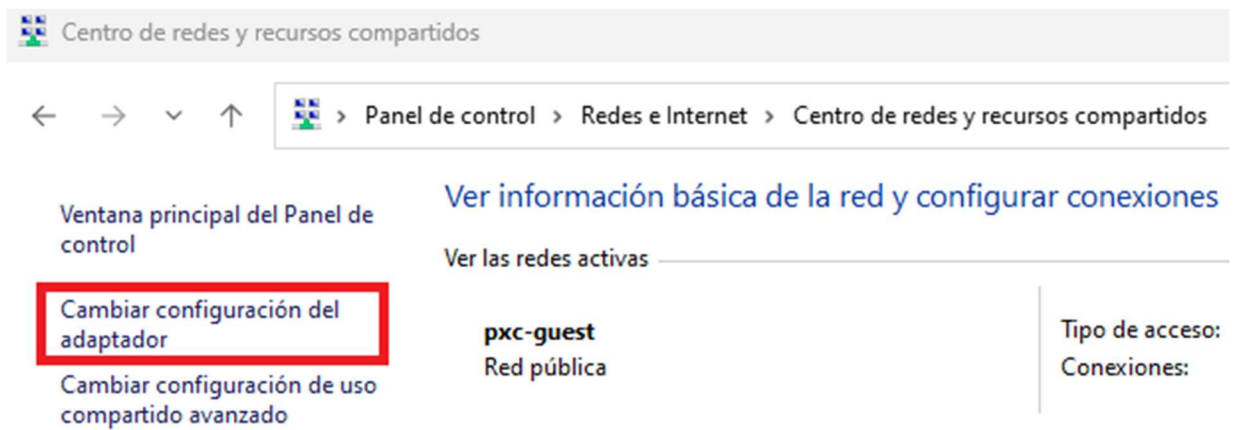 Centro de redes y recursos compartidos
Panel de control > Redes e Internet > Centro de redes y recursos compartidos
Ventana principal del Panel de
control
Cambiar configuración del
adaptador
Cambiar configuración de uso
compartido avanzado
Ver información básica de la red y configurar conexiones
Ver las redes activas
pxc-guest
Red pública
Tipo de acceso:
Conexiones: